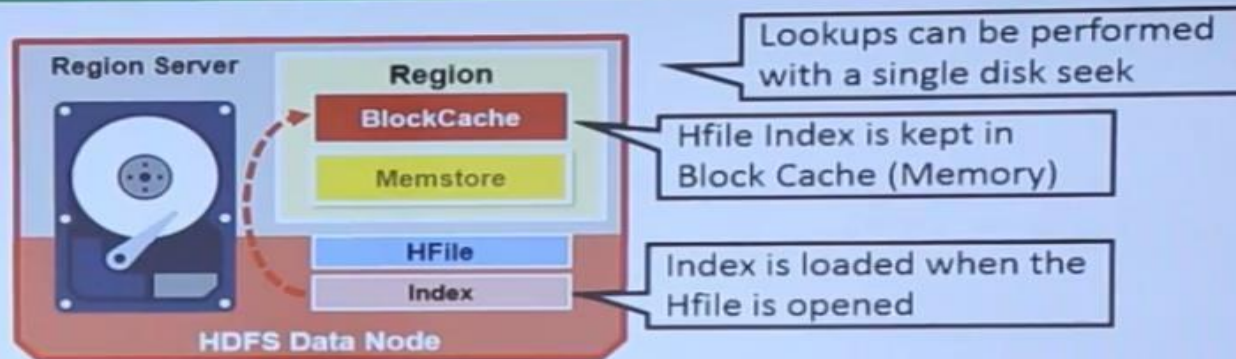 Region Server
Region
BlockCache
Memstore
HFile
Index
HDFS Data Node
Lookups can be performed
with a single disk seek
Hfile Index is kept in
Block Cache (Memory)
Index is loaded when the
Hfile is opened